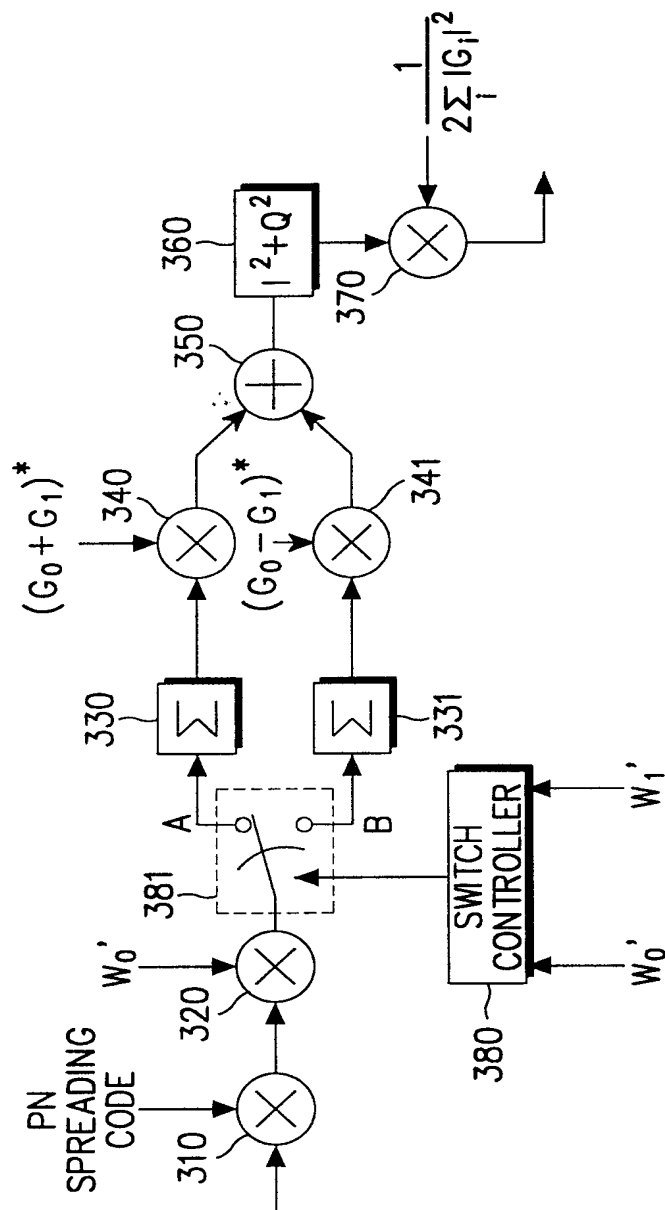 PN
SPREADING
CODE
310
W₀'
320
381
A
B
330
Σ
331
Σ
(G₀+G₁)*
340
(G₀−G₁)*
341
350
360
I²+Q²
370
1
2Σ|Gᵢ|²
i
380
SWITCH
CONTROLLER
W₀'
W₁'